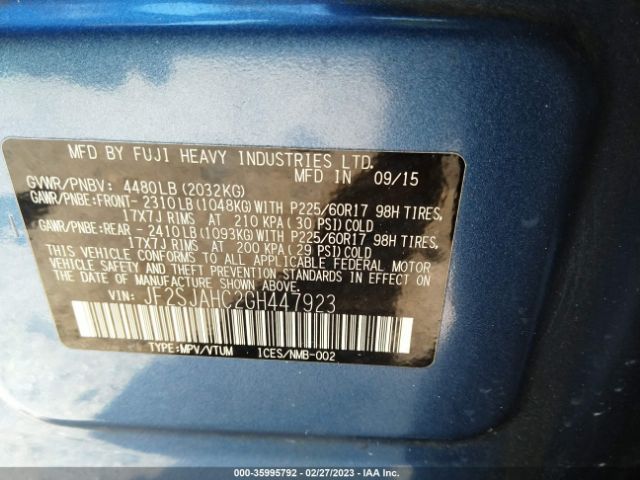 MFD BY FUJI HEAVY INDUSTRIES LTD.
MFD. IN 09/15
GVWR/PNBV: 4480LB(2032KG)
GAWR/PNBE:FRONT- 2310LB(1048KG)WITH P225/60R17 98H TIRES,
17X7J RIMS AT 210 KPA(30 PSI)COLD
GAWR/PNBE:REAR - 2410LB(1093KG)WITH P225/60R17 98H TIRES,
17X7J RIMS AT 200 KPA(29 PSI)COLD
THIS VEHICLE CONFORMS TO ALL APPLICABLE FEDERAL MOTOR
VEHICLE SAFETY AND THEFT PREVENTION STANDARDS IN EFFECT ON
THE DATE OF MANUFACTURE SHOWN ABOVE.
VIN: JF2SJAHC2GH447923
TYPE:MPV/VTUM ICES/NMB-002
000-35995792 - 02/27/2023 - IAA Inc.